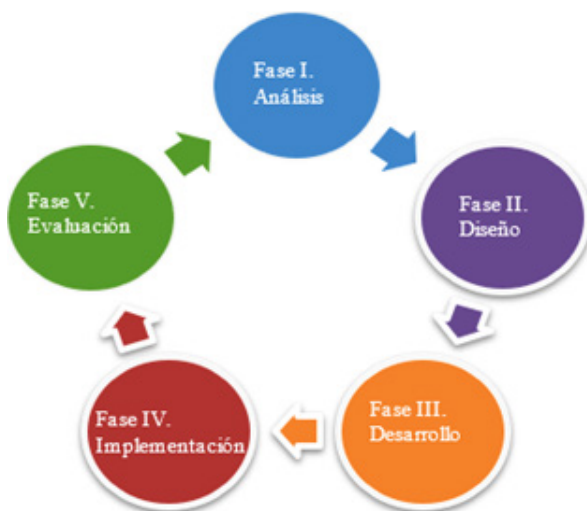 Fase I.
Análisis
Fase II.
Diseño
Fase III.
Desarrollo
Fase IV.
Implementación
Fase V.
Evaluación